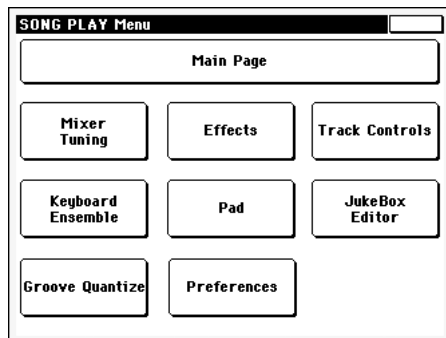 SONG PLAY Menu
Main Page
Mixer
Tuning
Effects
Track Controls
Keyboard
Ensemble
Pad
JukeBox
Editor
Groove Quantize
Preferences